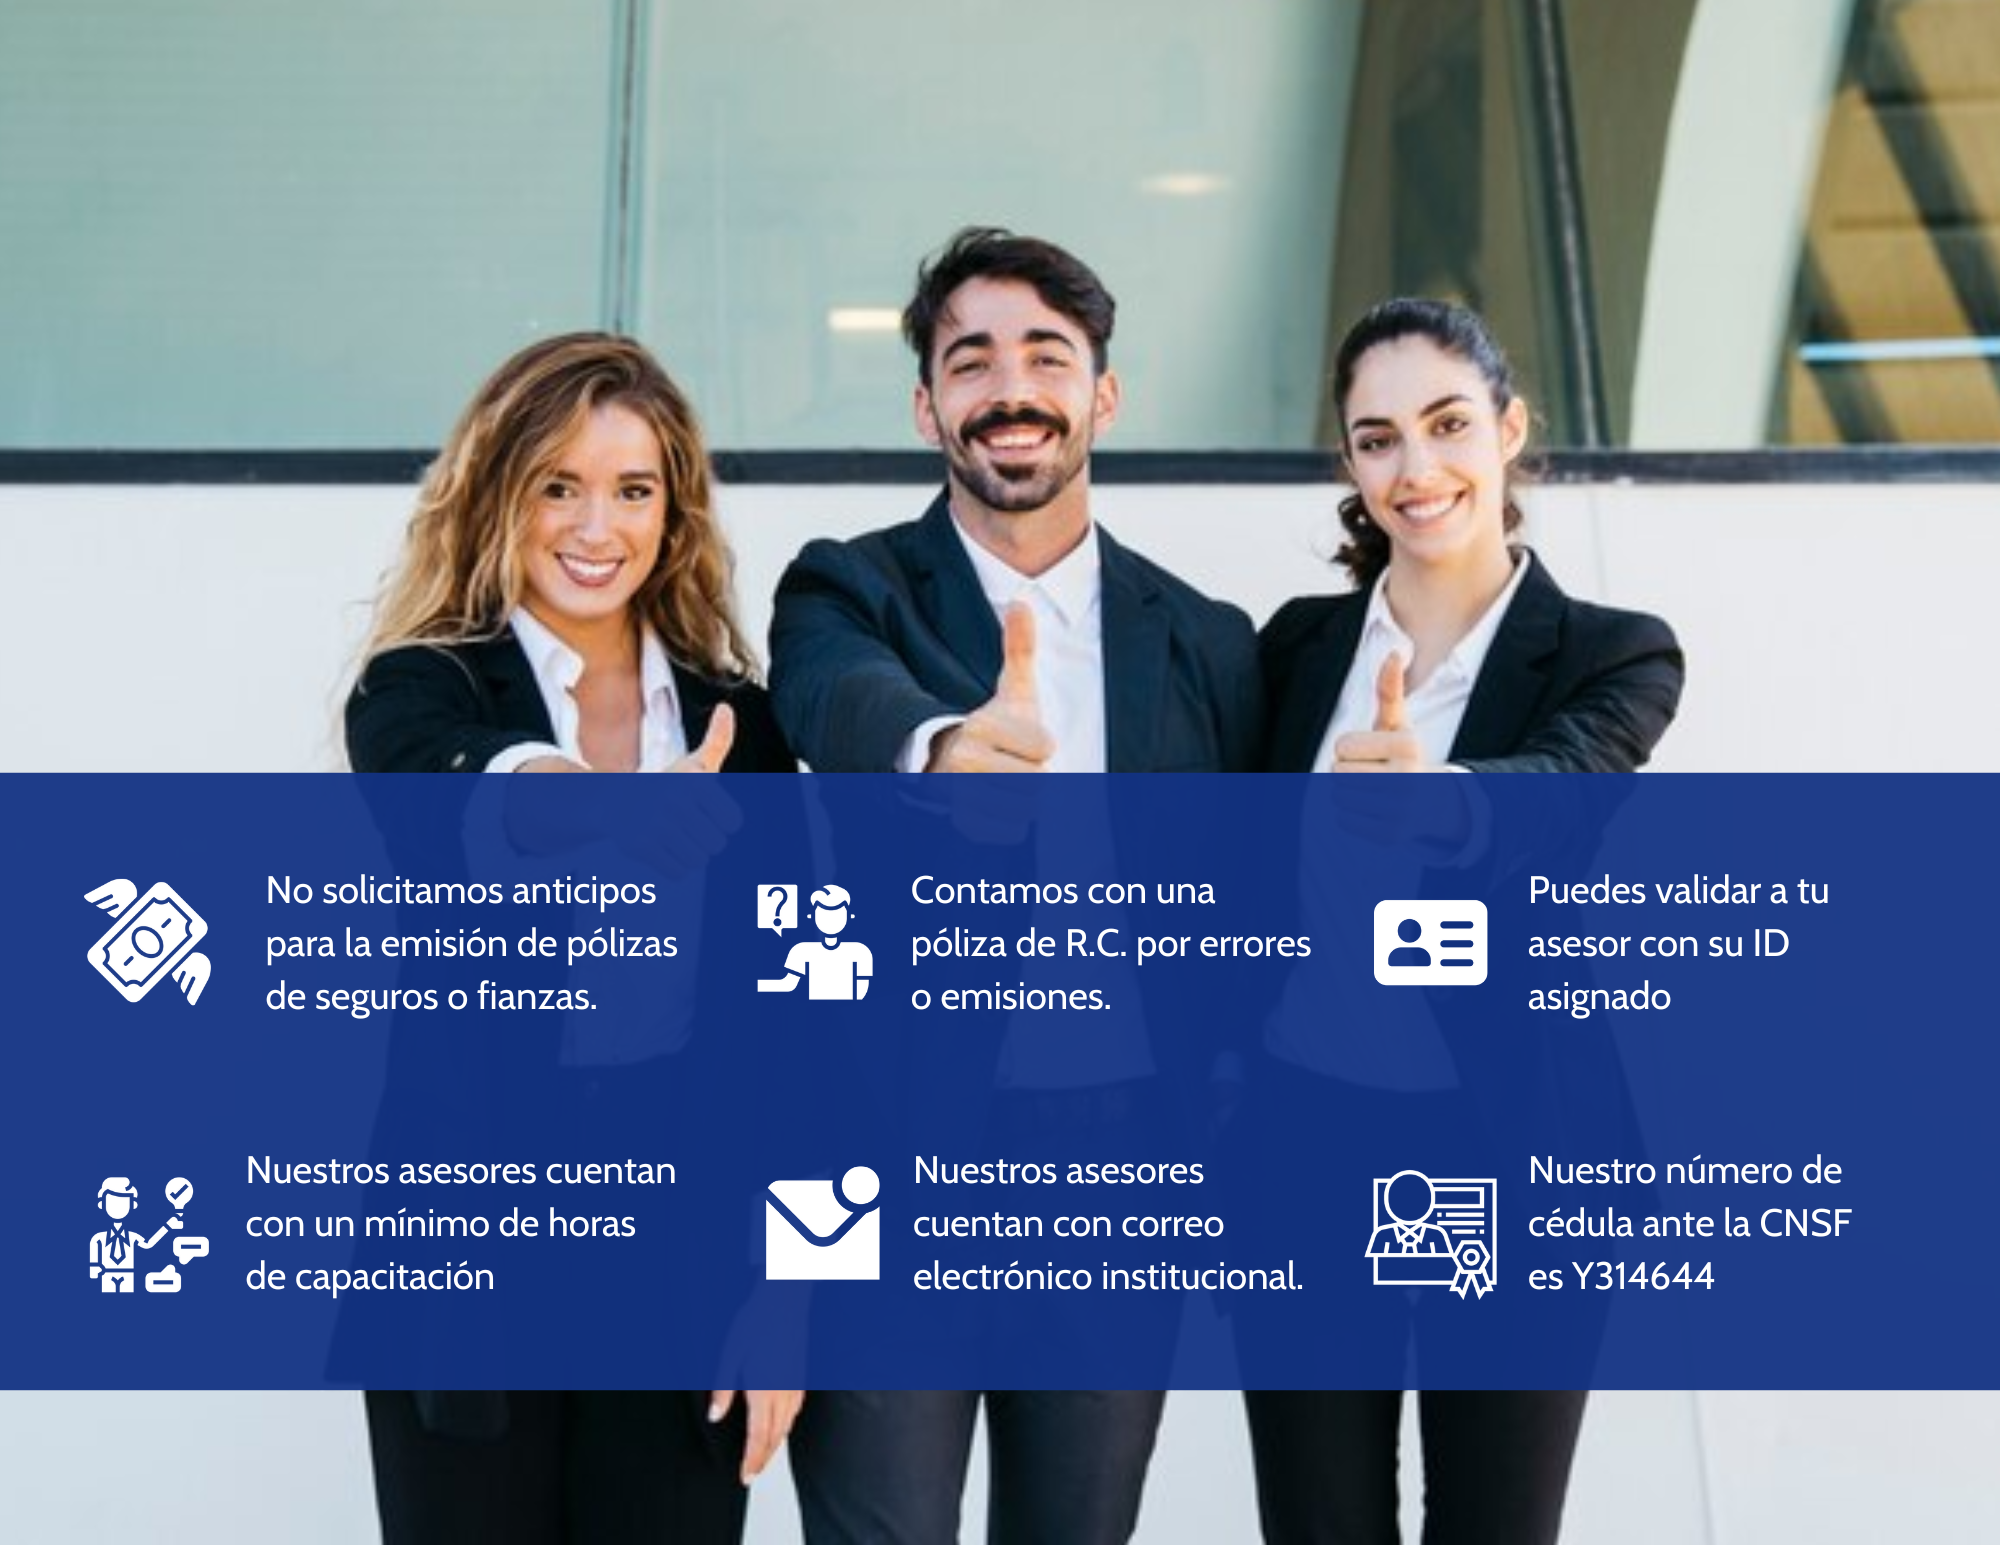 No solicitamos anticipos
para la emisión de pólizas
de seguros o fianzas.
Contamos con una
póliza de R.C. por errores
o emisiones.
Puedes validar a tu
asesor con su ID
asignado
Nuestros asesores cuentan
con un mínimo de horas
de capacitación
Nuestros asesores
cuentan con correo
electrónico institucional.
Nuestro número de
cédula ante la CNSF
es Y314644